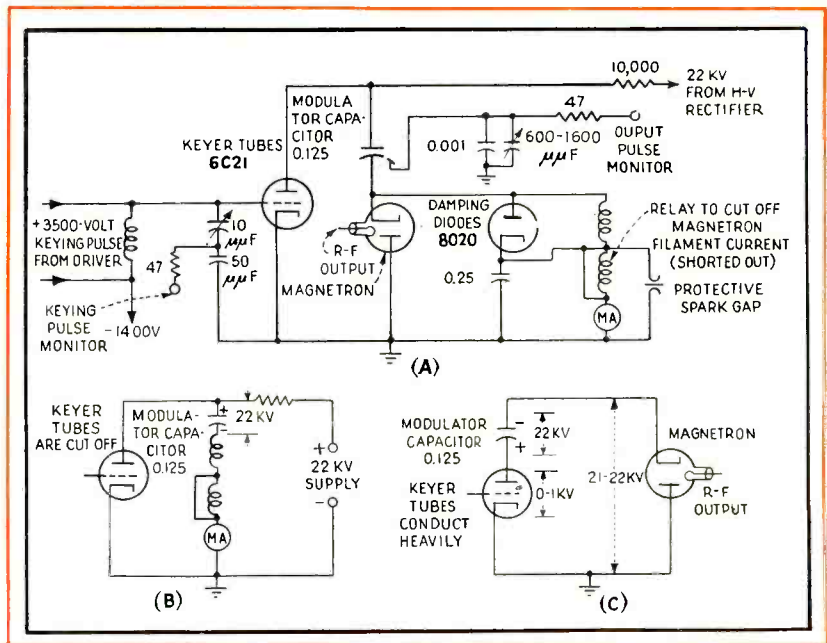 10,000
22 KV
FROM H-V
RECTIFIER
MODULA
TOR CAPA-
CITOR
0.125
47
OUPUT PULSE
MONITOR
0.001
600-1600
μμF
KEYER TUBES
6C21
+3500-VOLT
KEYING PULSE
FROM DRIVER
10
μμF
50
μμF
47
KEYING
PULSE
MONITOR
-1400V
R-F
OUTPUT
MAGNETRON
DAMPING
DIODES
8020
0.25
RELAY TO CUT OFF
MAGNETRON
FILAMENT CURRENT
(SHORTED OUT)
PROTECTIVE
SPARK GAP
MA
(A)
KEYER
TUBES
ARE CUT OFF
MODULA-
TOR CAPA-
CITOR
0.125
+
-
22 KV
+
22 KV
SUPPLY
-
MA
(B)
MODULATOR
CAPACITOR
0.125
-
+
22 KV
KEYER
TUBES
CONDUCT
HEAVILY
0-1KV
21-22KV
MAGNETRON
R-F
OUTPUT
(C)